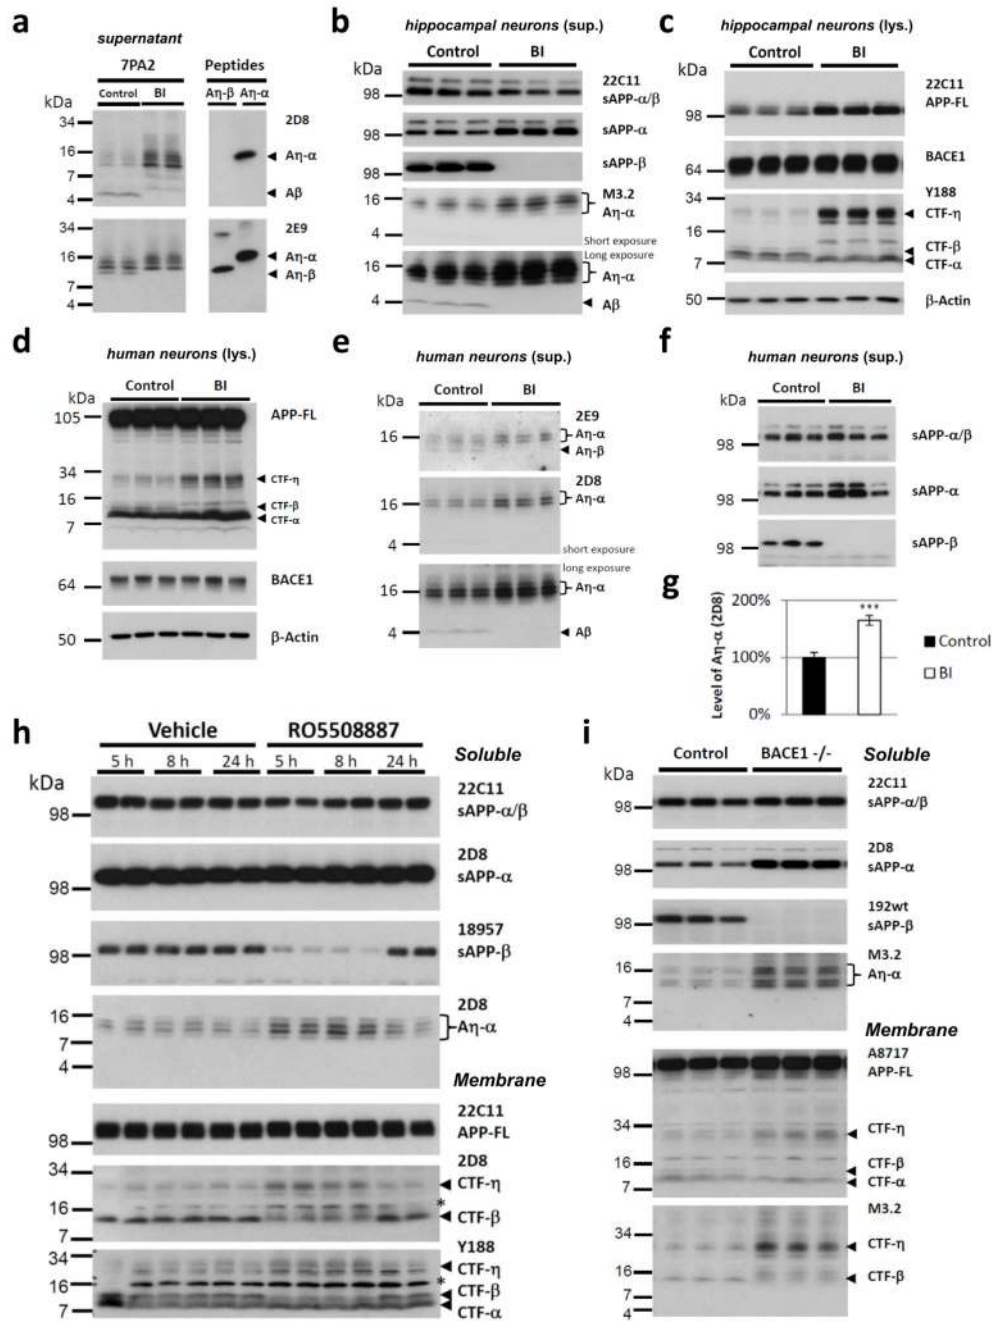 a
supernatant
7PA2
Peptides
Control
BI
Aη-β Aη-α
kDa
34
16
7
4
2D8
Aη-α
Aβ
34
16
7
4
2E9
Aη-α
Aη-β
b
hippocampal neurons (sup.)
Control
BI
kDa
98
22C11
sAPP-α/β
98
sAPP-α
98
sAPP-β
16
4
M3.2
Aη-α
Short exposure
Long exposure
16
4
Aη-α
Aβ
c
hippocampal neurons (lys.)
Control
BI
kDa
98
22C11
APP-FL
64
BACE1
34
16
7
Y188
CTF-η
CTF-β
CTF-α
50
β-Actin
d
human neurons (lys.)
Control
BI
kDa
105
34
16
7
APP-FL
CTF-η
CTF-β
CTF-α
64
BACE1
50
β-Actin
e
human neurons (sup.)
Control
BI
kDa
16
2E9
Aη-α
Aη-β
16
4
2D8
Aη-α
short exposure
long exposure
16
4
Aη-α
Aβ
f
human neurons (sup.)
Control
BI
kDa
98
sAPP-α/β
98
sAPP-α
98
sAPP-β
g
Level of Aη-α (2D8)
200%
100%
0%
***
Control
BI
h
Vehicle
RO5508887
5 h
8 h
24 h
5 h
8 h
24 h
Soluble
kDa
98
22C11
sAPP-α/β
98
2D8
sAPP-α
98
18957
sAPP-β
16
7
4
2D8
Aη-α
Membrane
98
22C11
APP-FL
34
16
7
2D8
CTF-η
*
CTF-β
34
16
7
Y188
CTF-η
*
CTF-β
CTF-α
i
Control
BACE1 -/-
Soluble
kDa
98
22C11
sAPP-α/β
98
2D8
sAPP-α
98
192wt
sAPP-β
16
7
4
M3.2
Aη-α
Membrane
98
34
16
7
A8717
APP-FL
CTF-η
CTF-β
CTF-α
34
16
7
4
M3.2
CTF-η
CTF-β